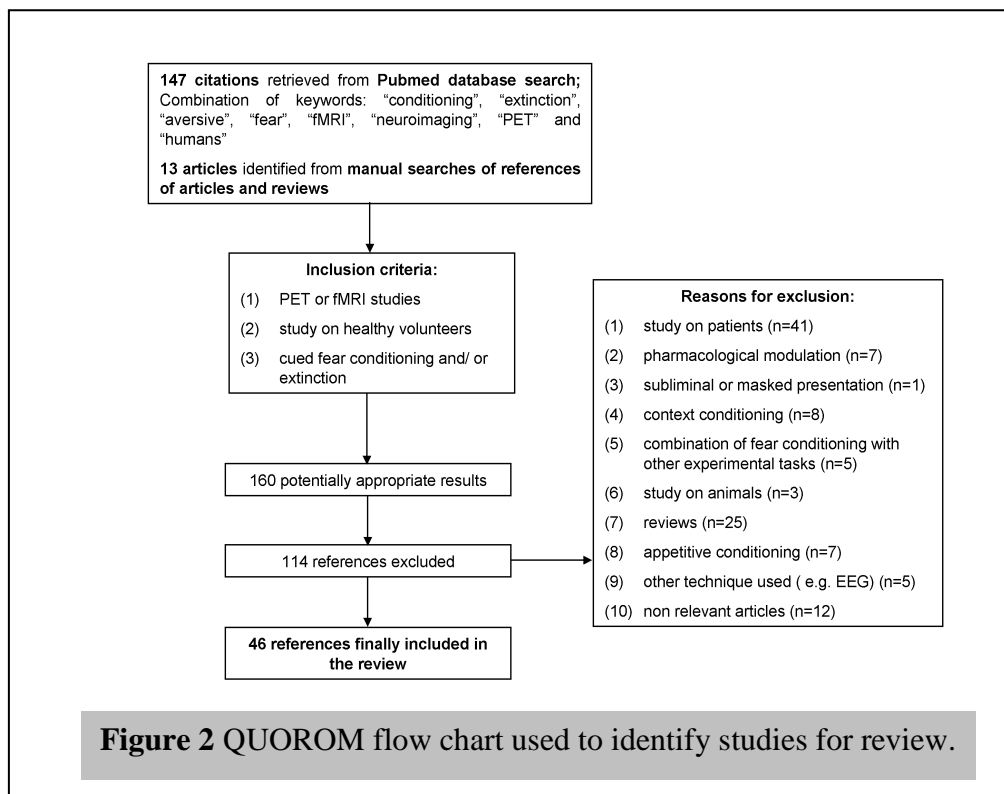 147 citations retrieved from Pubmed database search;
Combination of keywords: “conditioning”, “extinction”,
“aversive”, “fear”, “fMRI”, “neuroimaging”, “PET” and
“humans”
13 articles identified from manual searches of references
of articles and reviews
Inclusion criteria:
(1) PET or fMRI studies
(2) study on healthy volunteers
(3) cued fear conditioning and/ or
extinction
160 potentially appropriate results
114 references excluded
Reasons for exclusion:
(1) study on patients (n=41)
(2) pharmacological modulation (n=7)
(3) subliminal or masked presentation (n=1)
(4) context conditioning (n=8)
(5) combination of fear conditioning with
other experimental tasks (n=5)
(6) study on animals (n=3)
(7) reviews (n=25)
(8) appetitive conditioning (n=7)
(9) other technique used ( e.g. EEG) (n=5)
(10) non relevant articles (n=12)
46 references finally included in
the review
Figure 2 QUOROM flow chart used to identify studies for review.